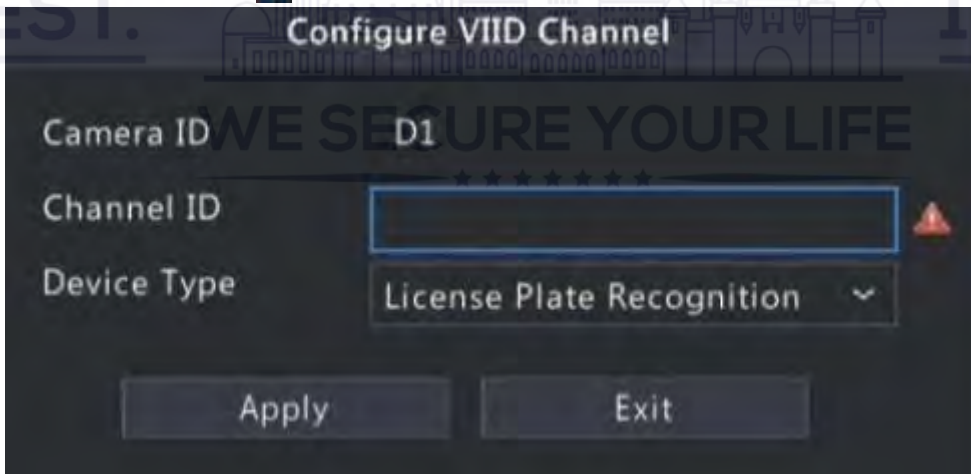 EST.
Configure VIID Channel
WE SECURE YOUR LIFE
Camera ID D1
Channel ID
Device Type License Plate Recognition
Apply Exit